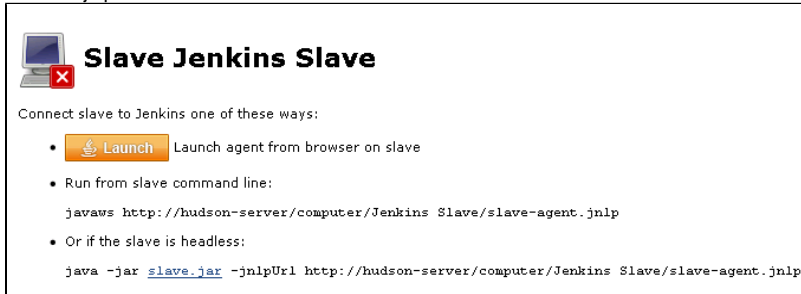 Slave Jenkins Slave
Connect slave to Jenkins one of these ways:
Launch Launch agent from browser on slave
Run from slave command line:
javaws http://hudson-server/computer/Jenkins Slave/slave-agent.jnlp
Or if the slave is headless:
java -jar slave.jar -jnlpUrl http://hudson-server/computer/Jenkins Slave/slave-agent.jnlp